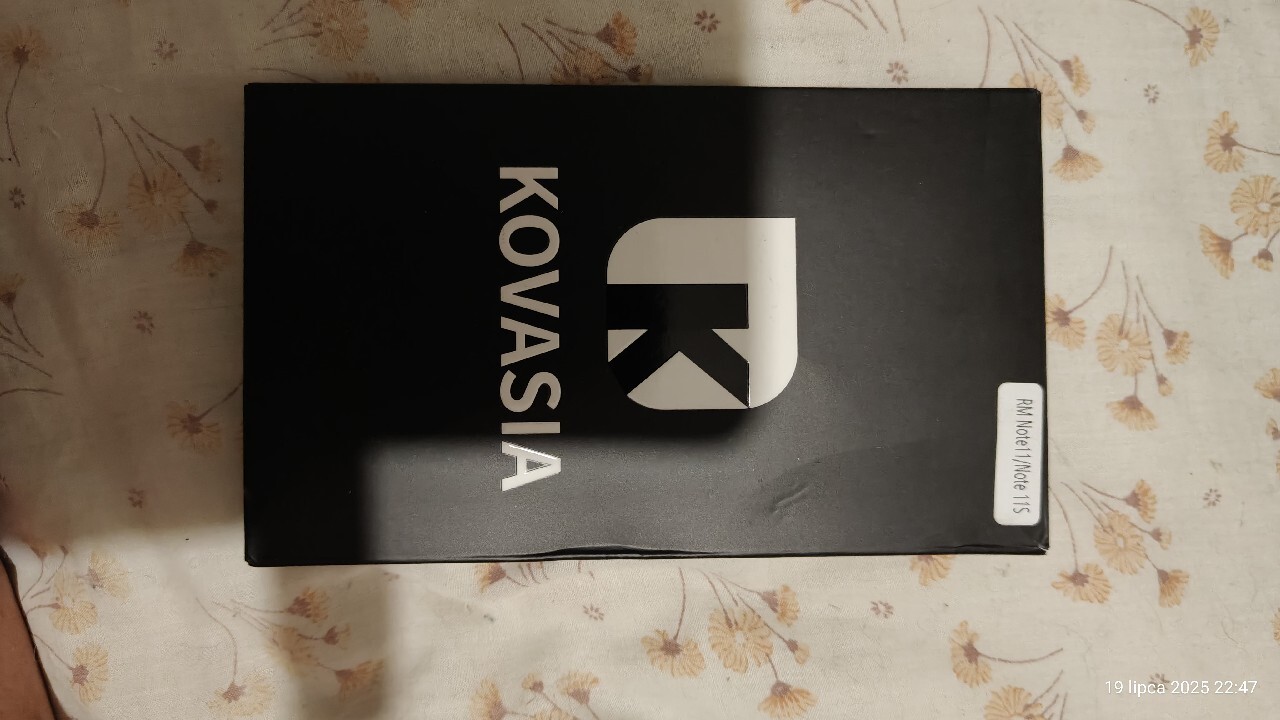 K
KOVASIA
RM Note11/Note 11S
19 lipca 2025 22:47